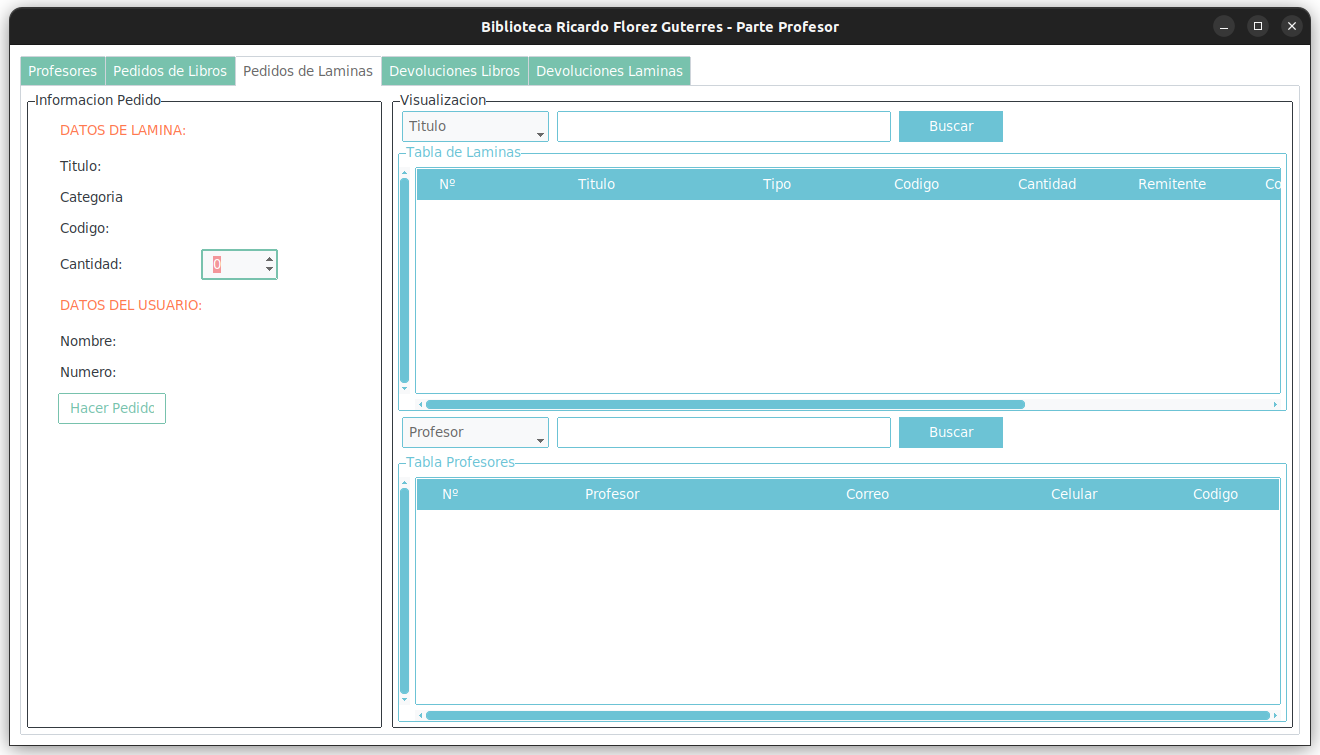 Biblioteca Ricardo Florez Guterres - Parte Profesor
Profesores Pedidos de Libros Pedidos de Laminas Devoluciones Libros Devoluciones Laminas
Informacion Pedido
DATOS DE LAMINA:
Titulo:
Categoria
Codigo:
Cantidad: 0
DATOS DEL USUARIO:
Nombre:
Numero:
Hacer Pedido
Visualizacion
Titulo Buscar
Tabla de Laminas
Nº Titulo Tipo Codigo Cantidad Remitente Co
Profesor Buscar
Tabla Profesores
Nº Profesor Correo Celular Codigo